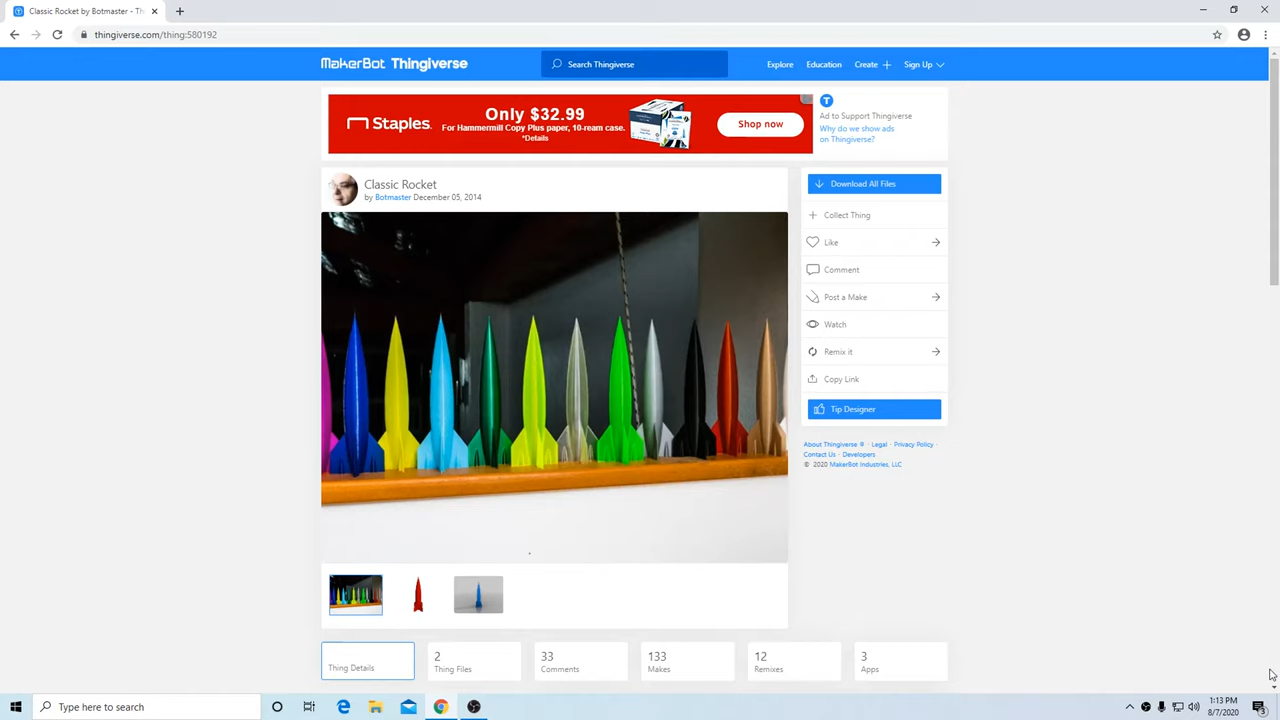 Classic Rocket by Botmaster - Th
thingiverse.com/thing:580192
MakerBot Thingiverse
Search Thingiverse
Explore
Education
Create
Sign Up
Staples.
Only $32.99
For Hammermill Copy Plus paper, 10-ream case.
*Details
Shop now
Ad to Support Thingiverse
Why do we show ads
on Thingiverse?
Classic Rocket
by Botmaster December 05, 2014
Download All Files
Collect Thing
Like
Comment
Post a Make
Watch
Remix it
Copy Link
Tip Designer
About Thingiverse ® · Legal · Privacy Policy ·
Contact Us · Developers
© 2020 MakerBot Industries, LLC
Thing Details
2
Thing Files
33
Comments
133
Makes
12
Remixes
3
Apps
Type here to search
1:13 PM
8/7/2020
3